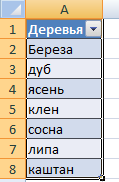 A
1 Деревья
2 Береза
3 дуб
4 ясень
5 клен
6 сосна
7 липа
8 каштан